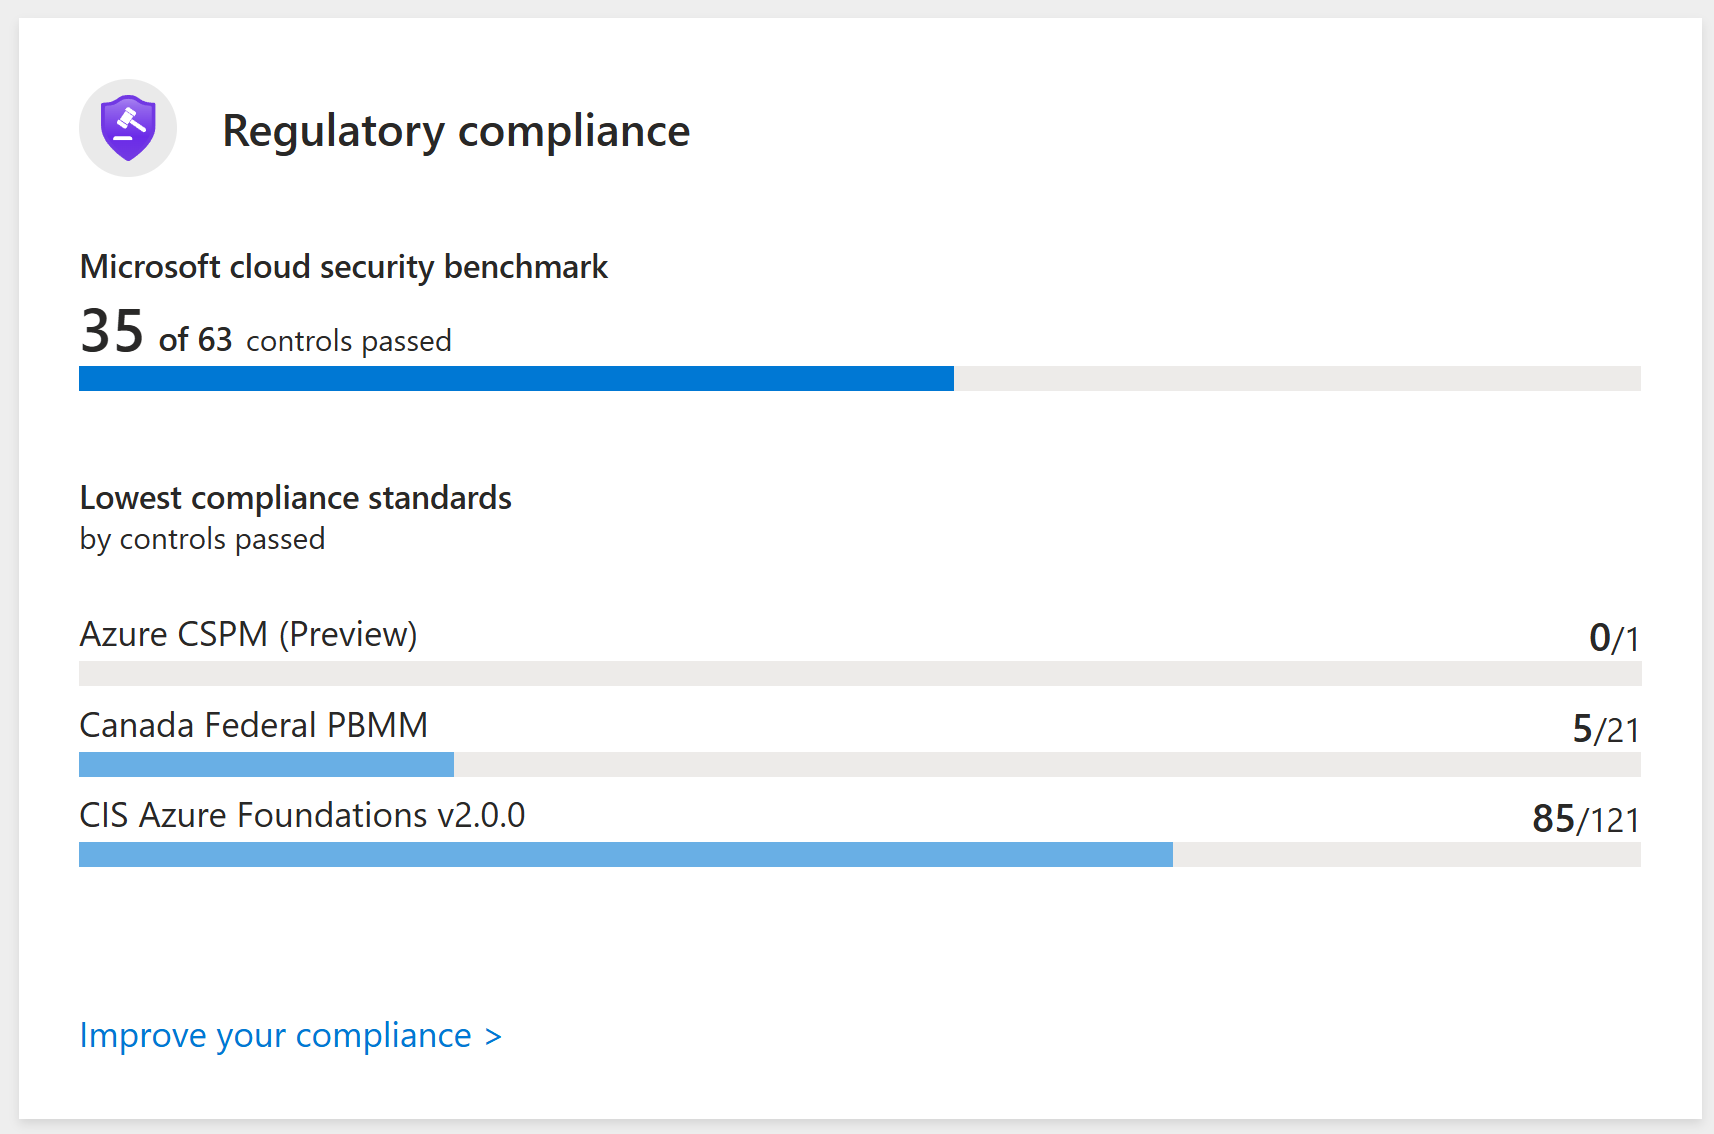 Regulatory compliance
Microsoft cloud security benchmark
35 of 63 controls passed
Lowest compliance standards
by controls passed
Azure CSPM (Preview) 0/1
Canada Federal PBMM 5/21
CIS Azure Foundations v2.0.0 85/121
Improve your compliance >